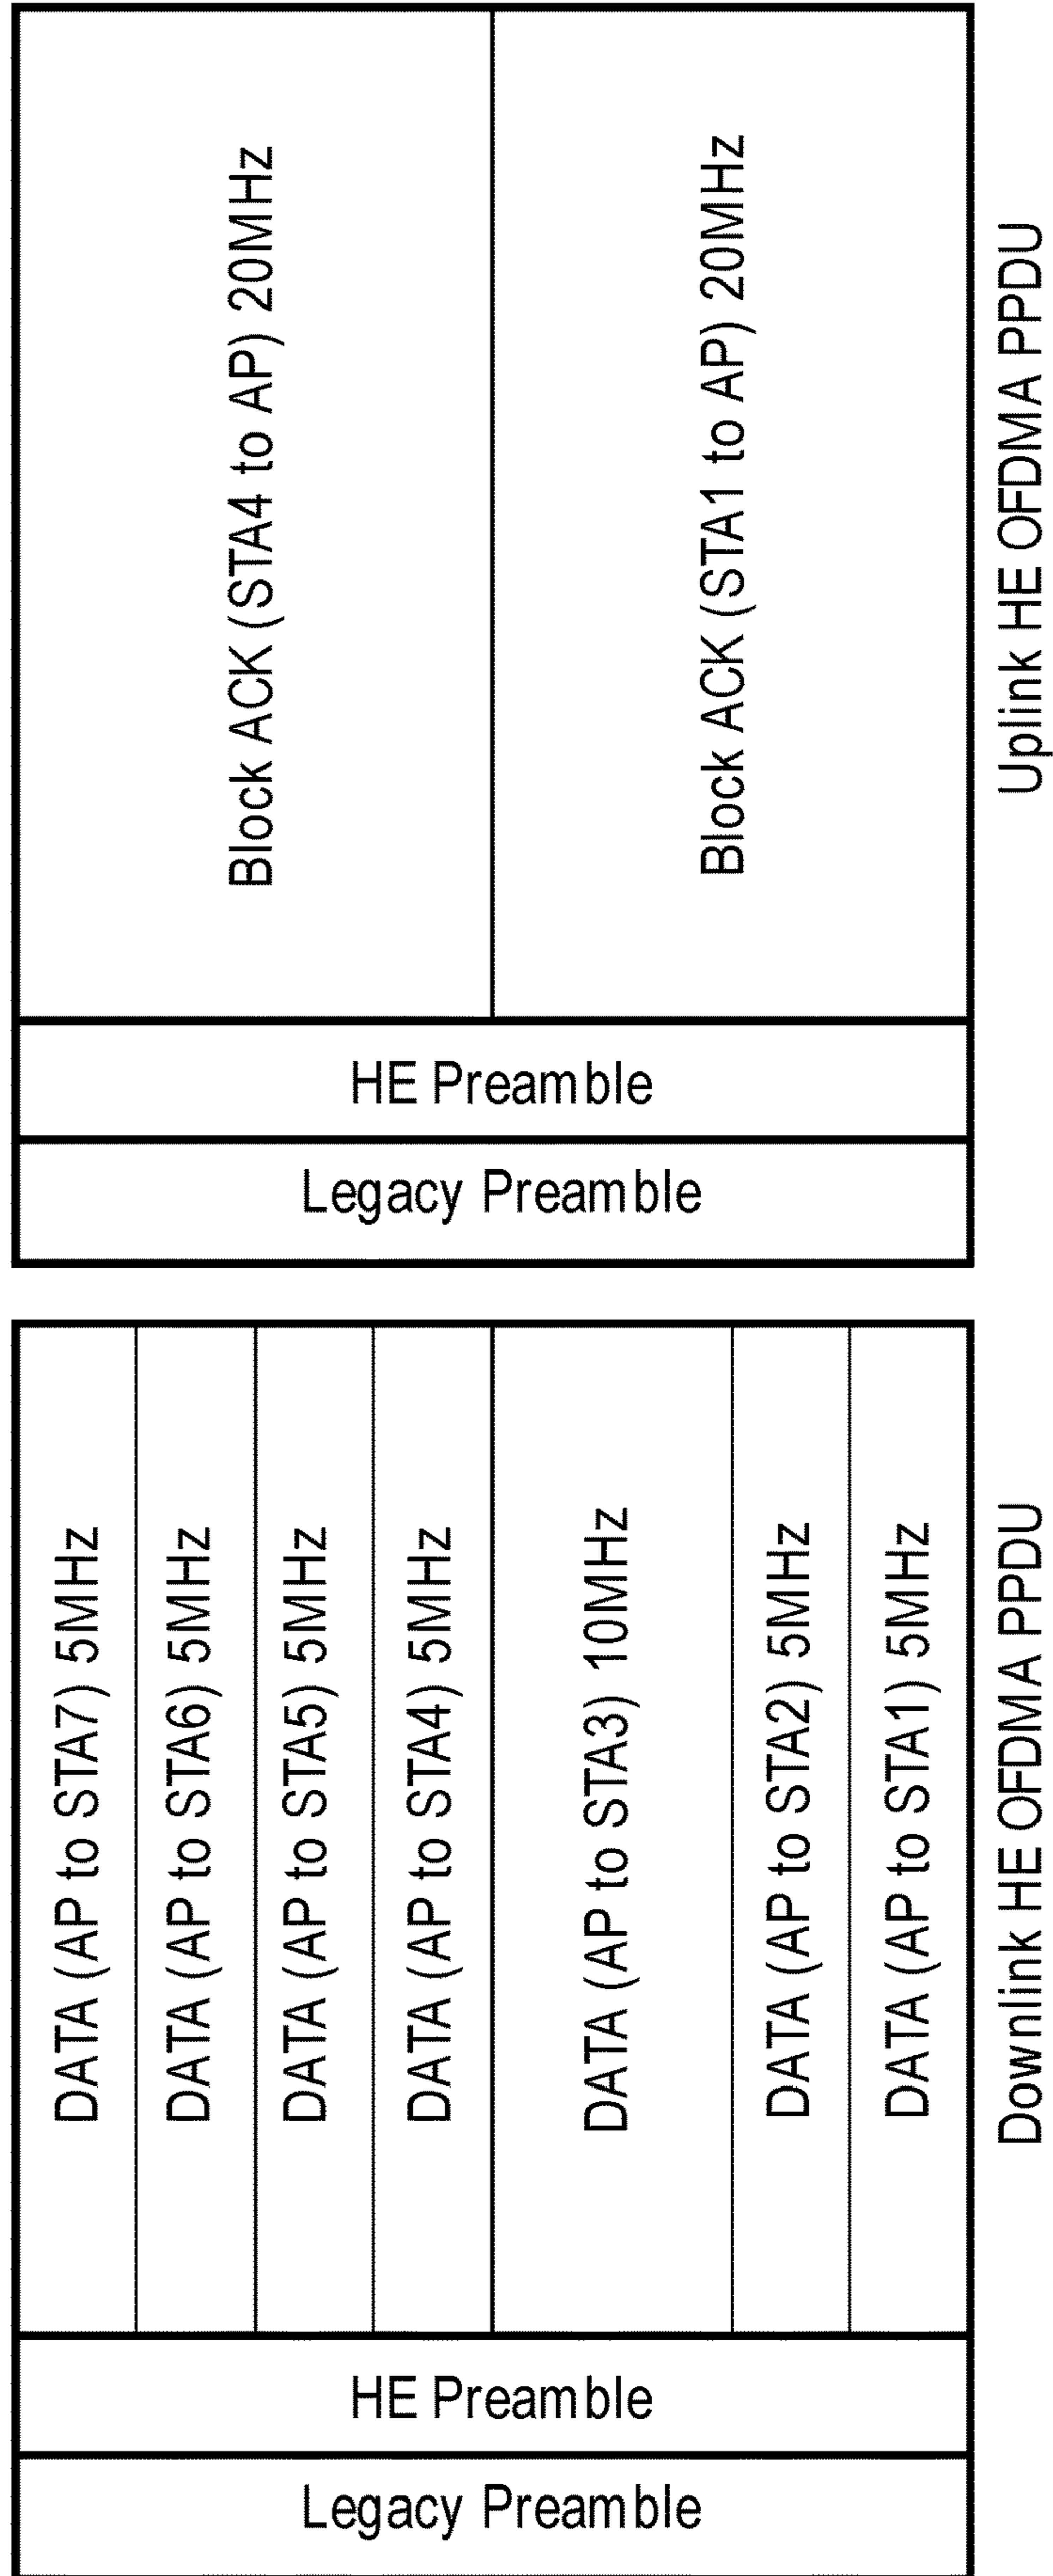 Legacy Preamble
HE Preamble
DATA (AP to STA7) 5MHz
DATA (AP to STA6) 5MHz
DATA (AP to STA5) 5MHz
DATA (AP to STA4) 5MHz
DATA (AP to STA3) 10MHz
DATA (AP to STA2) 5MHz
DATA (AP to STA1) 5MHz
Downlink HE OFDMA PPDU
Legacy Preamble
HE Preamble
Block ACK (STA4 to AP) 20MHz
Block ACK (STA1 to AP) 20MHz
Uplink HE OFDMA PPDU